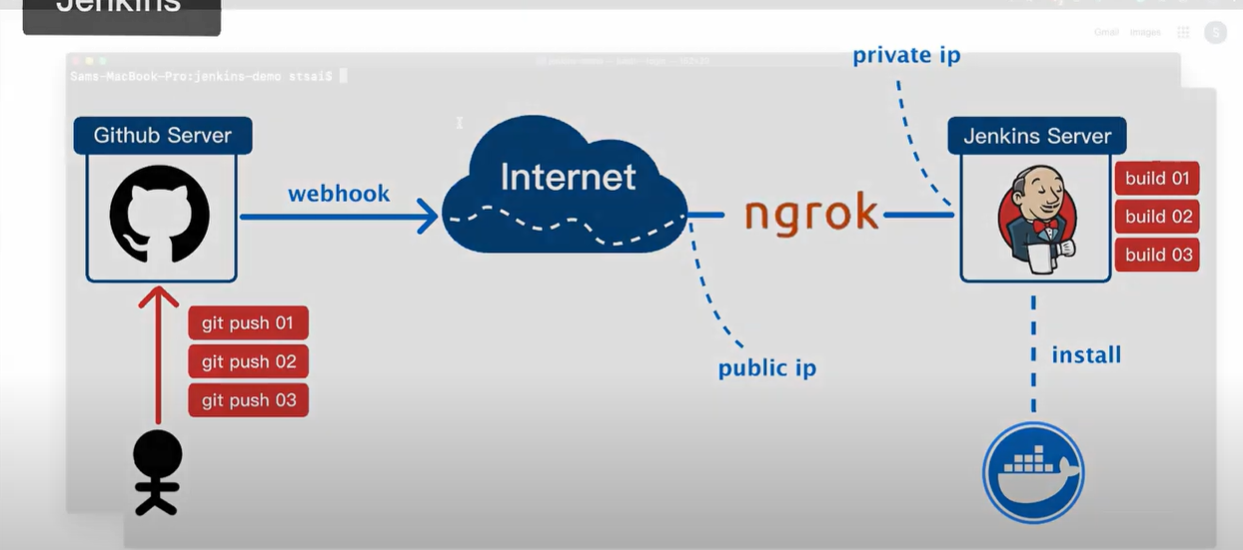 Jenkins
Gmail Images
S
private ip
Sams-MacBook-Pro:jenkins-demo stsai$
Github Server
Internet
Jenkins Server
webhook
ngrok
build 01
build 02
build 03
git push 01
git push 02
git push 03
public ip
install